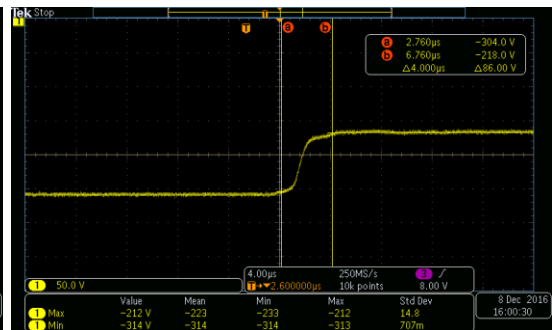 Tek Stop
T
1
T a b
a 2.760µs -304.0 V
b 6.760µs -218.0 V
Δ4.000µs Δ86.00 V
1 50.0 V
4.00µs 250MS/s 3 ∫
T→▼2.600000µs 10k points 8.00 V
Value Mean Min Max Std Dev
1 Max -212 V -223 -233 -212 14.8
1 Min -314 V -314 -314 -313 707m
8 Dec 2016
16:00:30